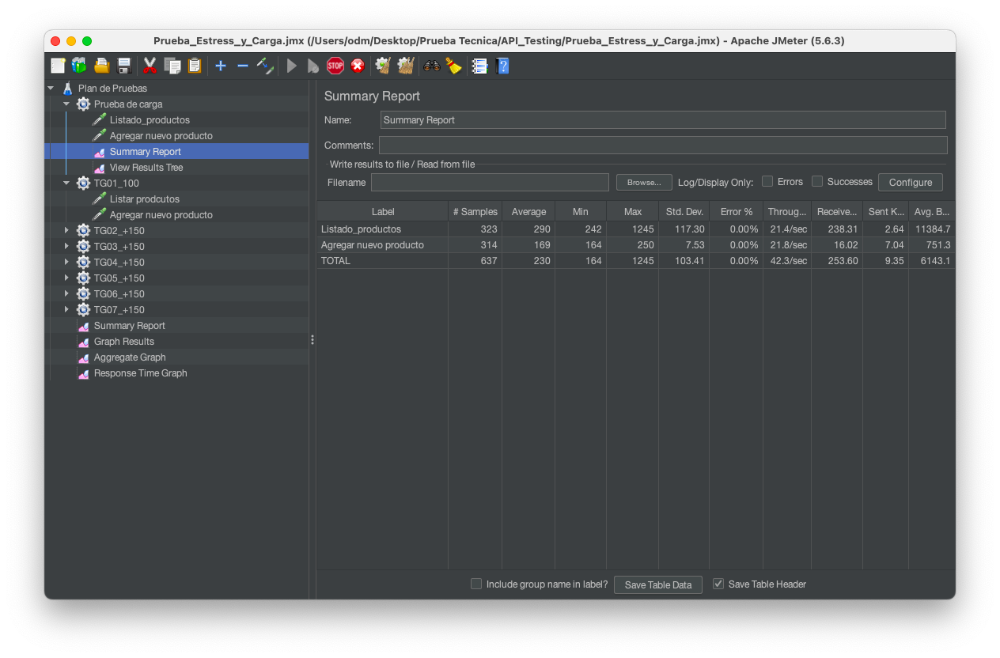 Prueba_Estress_y_Carga.jmx (/Users/odm/Desktop/Prueba Tecnica/API_Testing/Prueba_Estress_y_Carga.jmx) - Apache JMeter (5.6.3)
STOP
Plan de Pruebas
Prueba de carga
Listado_productos
Agregar nuevo producto
Summary Report
View Results Tree
TG01_100
Listar prodcutos
Agregar nuevo producto
TG02_+150
TG03_+150
TG04_+150
TG05_+150
TG06_+150
TG07_+150
Summary Report
Graph Results
Aggregate Graph
Response Time Graph
Summary Report
Name: Summary Report
Comments:
Write results to file / Read from file
Filename Browse... Log/Display Only: Errors Successes Configure
Label # Samples Average Min Max Std. Dev. Error % Throug... Receive... Sent K... Avg. B...
Listado_productos 323 290 242 1245 117.30 0.00% 21.4/sec 238.31 2.64 11384.7
Agregar nuevo producto 314 169 164 250 7.53 0.00% 21.8/sec 16.02 7.04 751.3
TOTAL 637 230 164 1245 103.41 0.00% 42.3/sec 253.60 9.35 6143.1
Include group name in label? Save Table Data Save Table Header